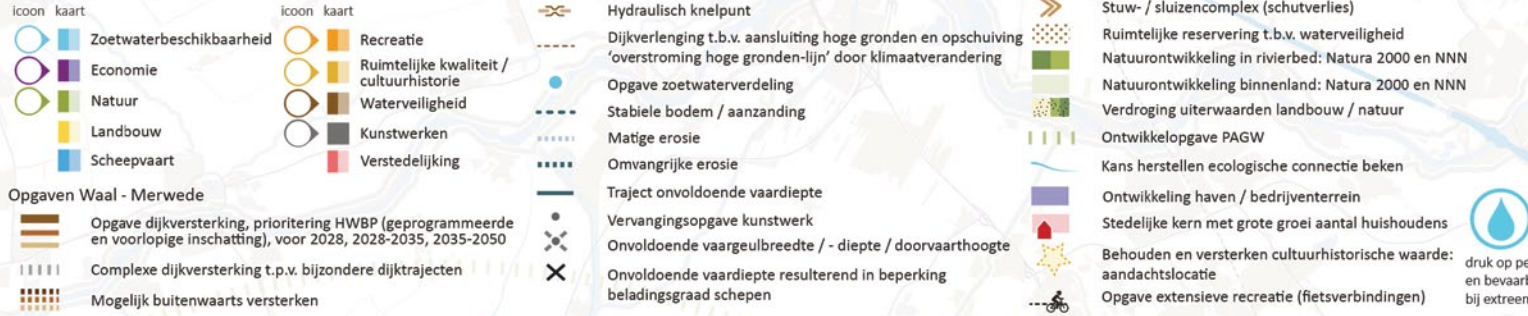 icoon kaart
Zoetwaterbeschikbaarheid
Economie
Natuur
Landbouw
Scheepvaart
icoon kaart
Recreatie
Ruimtelijke kwaliteit /
cultuurhistorie
Waterveiligheid
Kunstwerken
Verstedelijking
Opgaven Waal - Merwede
Opgave dijkversterking, prioritering HWBP (geprogrammeerde
en voorlopige inschatting), voor 2028, 2028-2035, 2035-2050
Complexe dijkversterking t.p.v. bijzondere dijktrajecten
Mogelijk buitenwaarts versterken
Hydraulisch knelpunt
Dijkverlenging t.b.v. aansluiting hoge gronden en opschuiving
‘overstroming hoge gronden-lijn’ door klimaatverandering
Opgave zoetwaterverdeling
Stabiele bodem / aanzanding
Matige erosie
Omvangrijke erosie
Traject onvoldoende vaardiepte
Vervangingsopgave kunstwerk
Onvoldoende vaargeulbreedte / - diepte / doorvaarthoogte
Onvoldoende vaardiepte resulterend in beperking
beladingsgraad schepen
Stuw- / sluizencomplex (schutverlies)
Ruimtelijke reservering t.b.v. waterveiligheid
Natuurontwikkeling in rivierbed: Natura 2000 en NNN
Natuurontwikkeling binnenland: Natura 2000 en NNN
Verdroging uiterwaarden landbouw / natuur
Ontwikkelopgave PAGW
Kans herstellen ecologische connectie beken
Ontwikkeling haven / bedrijventerrein
Stedelijke kern met grote groei aantal huishoudens
Behouden en versterken cultuurhistorische waarde:
aandachtslocatie
Opgave extensieve recreatie (fietsverbindingen)
druk op
en
bij